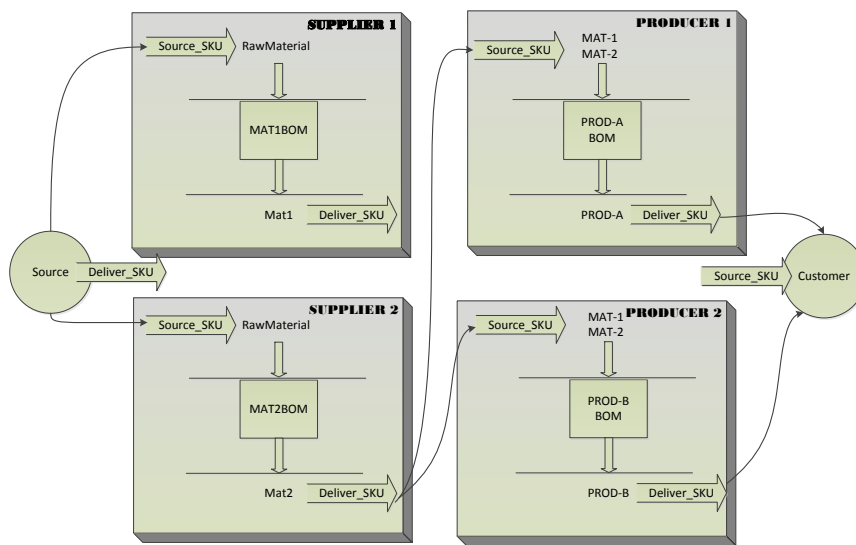 SUPPLIER 1
Source_SKU
RawMaterial
MAT1BOM
Mat1
Deliver_SKU
PRODUCER 1
Source_SKU
MAT-1
MAT-2
PROD-A
BOM
PROD-A
Deliver_SKU
Source
Deliver_SKU
Source_SKU
Customer
SUPPLIER 2
Source_SKU
RawMaterial
MAT2BOM
Mat2
Deliver_SKU
PRODUCER 2
Source_SKU
MAT-1
MAT-2
PROD-B
BOM
PROD-B
Deliver_SKU